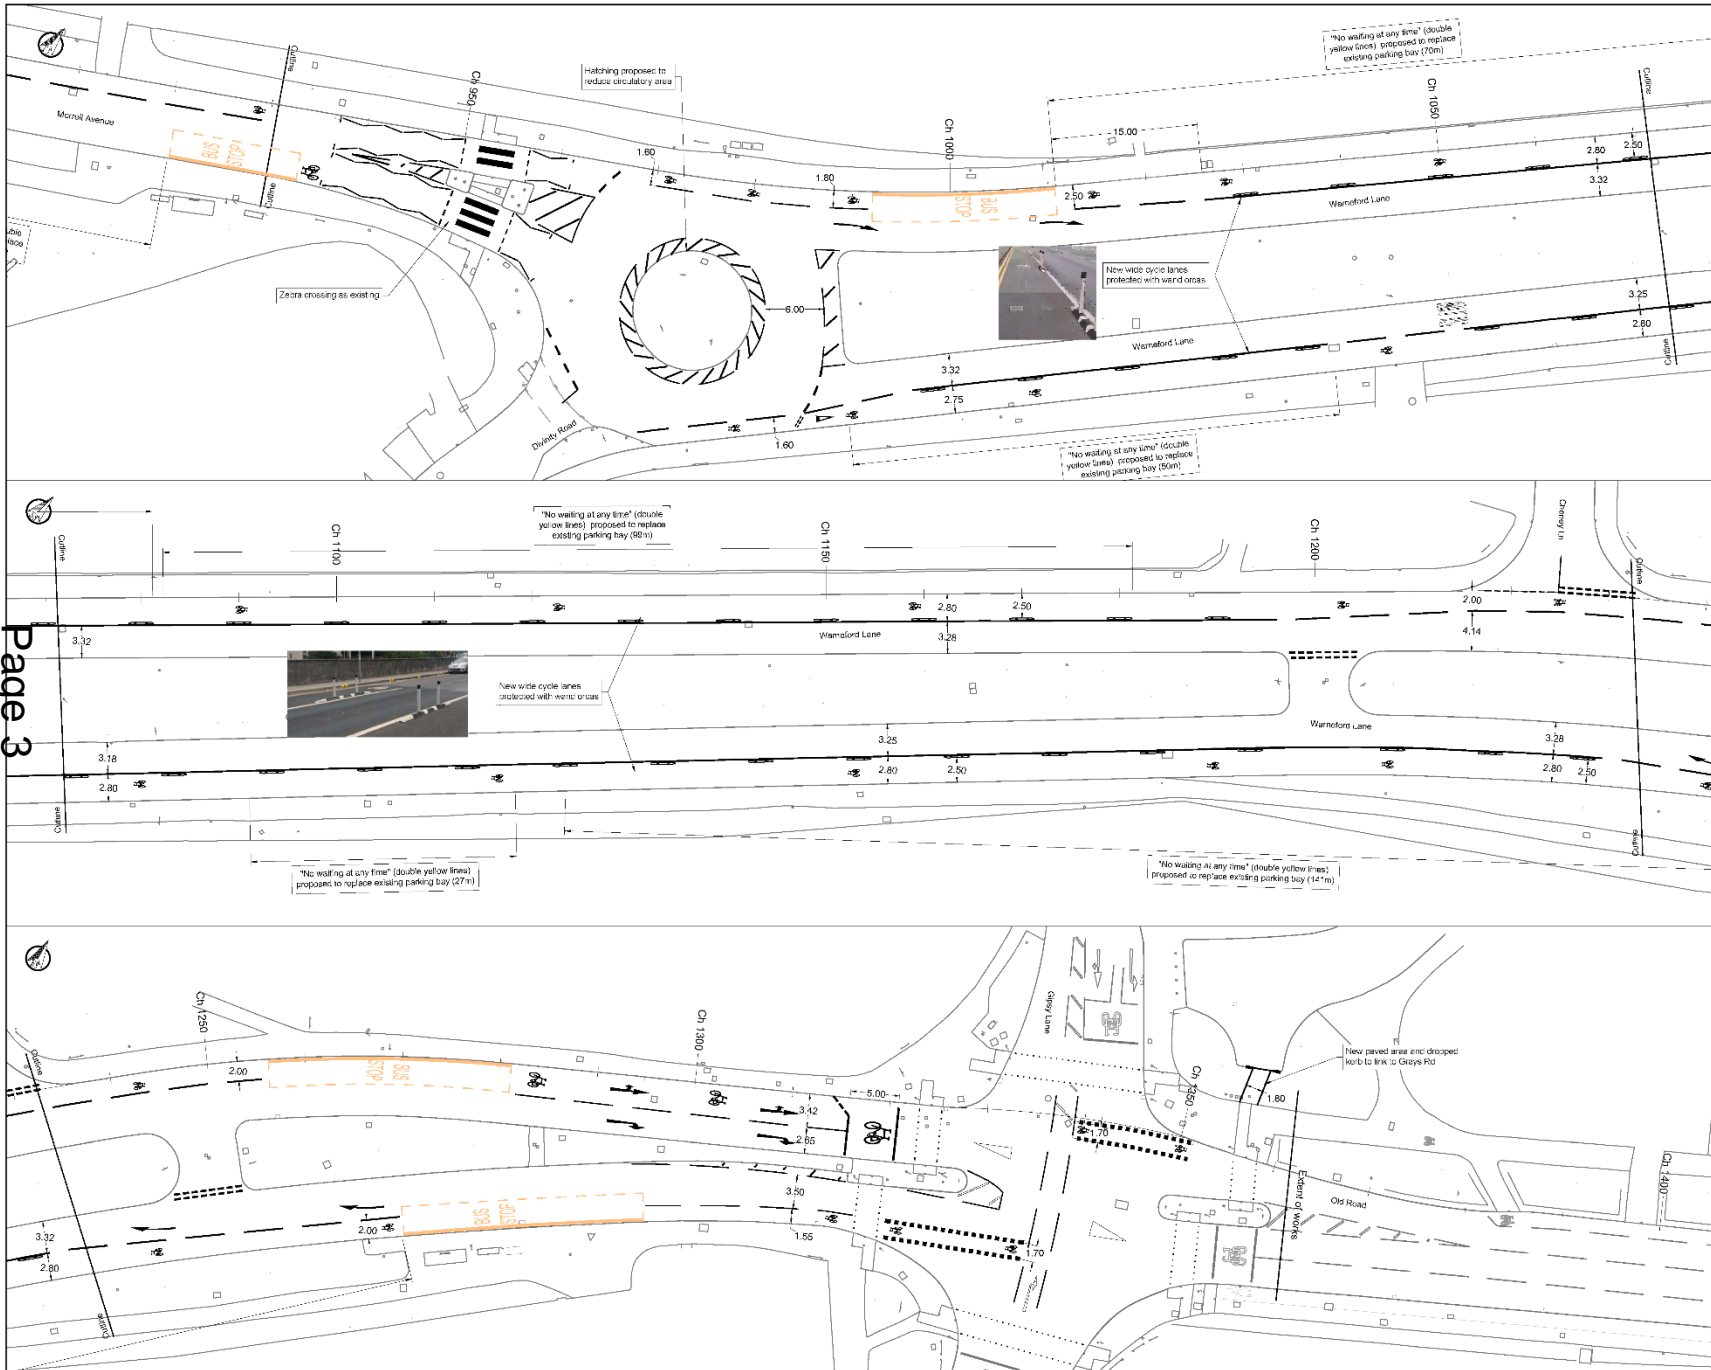 Page 3
Cutline
Morrell Avenue
BUS
STOP
Cutline
Ch 950
Hatching proposed to
reduce circulatory area
Zebra crossing as existing
1.60
1.80
Ch 1000
BUS
STOP
2.50
15.00
"No waiting at any time" (double
yellow lines) proposed to replace
existing parking bay (70m)
Ch 1050
Cutline
2.80
2.50
3.32
Warneford Lane
New wide cycle lanes
protected with wand orcas
6.00
Divinity Road
1.60
3.32
2.75
Warneford Lane
3.25
2.80
Cutline
"No waiting at any time" (double
yellow lines) proposed to replace
existing parking bay (50m)
Cutline
"No waiting at any time" (double
yellow lines) proposed to replace
existing parking bay (99m)
Ch 1100
Ch 1150
Ch 1200
Cheney Ln
Cutline
3.32
2.80
2.50
3.28
Warneford Lane
2.00
4.14
New wide cycle lanes
protected with wand orcas
Warneford Lane
3.18
2.80
3.25
2.80
2.50
3.28
2.80
2.50
Cutline
Cutline
"No waiting at any time" (double yellow lines)
proposed to replace existing parking bay (27m)
"No waiting at any time" (double yellow lines)
proposed to replace existing parking bay (141m)
Cutline
Ch 1250
2.00
BUS
STOP
Ch 1300
3.42
2.65
5.00
Gipsy Lane
Ch 1350
1.70
New paved area and dropped
kerb to link to Grays Rd
1.80
Extent of works
Old Road
Ch 1400
3.32
2.80
2.00
BUS
STOP
3.50
1.55
1.70
Cutline